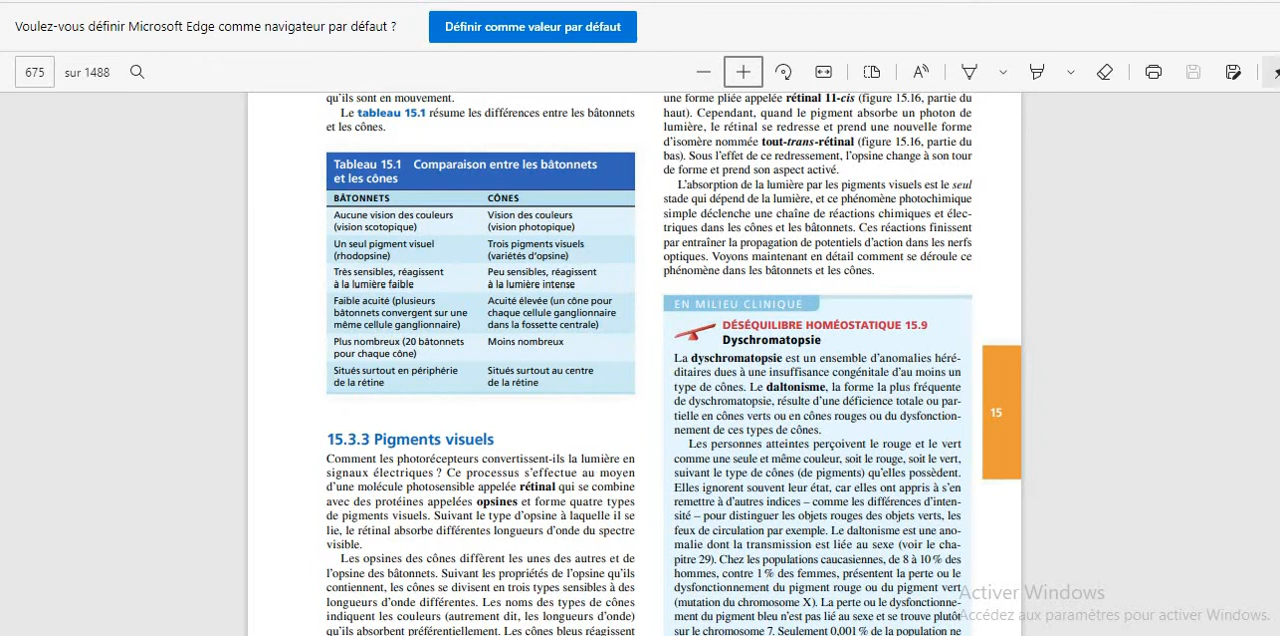 Voulez-vous définir Microsoft Edge comme navigateur par défaut ?
Définir comme valeur par défaut
675
sur 1488
qu'ils sont en mouvement.
Le tableau 15.1 résume les différences entre les bâtonnets
et les cônes.
Tableau 15.1 Comparaison entre les bâtonnets
et les cônes
BÂTONNETS CÔNES
Aucune vision des couleurs Vision des couleurs
(vision scotopique) (vision photopique)
Un seul pigment visuel Trois pigments visuels
(rhodopsine) (variétés d'opsine)
Très sensibles, réagissent Peu sensibles, réagissent
à la lumière faible à la lumière intense
Faible acuité (plusieurs Acuité élevée (un cône pour
bâtonnets convergent sur une chaque cellule ganglionnaire
même cellule ganglionnaire) dans la fossette centrale)
Plus nombreux (20 bâtonnets Moins nombreux
pour chaque cône)
Situés surtout en périphérie Situés surtout au centre
de la rétine de la rétine
15.3.3 Pigments visuels
Comment les photorécepteurs convertissent-ils la lumière en
signaux électriques ? Ce processus s'effectue au moyen
d'une molécule photosensible appelée rétinal qui se combine
avec des protéines appelées opsines et forme quatre types
de pigments visuels. Suivant le type d'opsine à laquelle il se
lie, le rétinal absorbe différentes longueurs d'onde du spectre
visible.
Les opsines des cônes diffèrent les unes des autres et de
l'opsine des bâtonnets. Suivant les propriétés de l'opsine qu'ils
contiennent, les cônes se divisent en trois types sensibles à des
longueurs d'onde différentes. Les noms des types de cônes
indiquent les couleurs (autrement dit, les longueurs d'onde)
qu'ils absorbent préférentiellement. Les cônes bleus réagissent
une forme pliée appelée rétinal 11-cis (figure 15.16, partie du
haut). Cependant, quand le pigment absorbe un photon de
lumière, le rétinal se redresse et prend une nouvelle forme
d'isomère nommée tout-trans-rétinal (figure 15.16, partie du
bas). Sous l'effet de ce redressement, l'opsine change à son tour
de forme et prend son aspect activé.
L'absorption de la lumière par les pigments visuels est le seul
stade qui dépend de la lumière, et ce phénomène photochimique
simple déclenche une chaîne de réactions chimiques et élec-
triques dans les cônes et les bâtonnets. Ces réactions finissent
par entraîner la propagation de potentiels d'action dans les nerfs
optiques. Voyons maintenant en détail comment se déroule ce
phénomène dans les bâtonnets et les cônes.
EN MILIEU CLINIQUE
DÉSÉQUILIBRE HOMÉOSTATIQUE 15.9
Dyschromatopsie
La dyschromatopsie est un ensemble d'anomalies héré-
ditaires dues à une insuffisance congénitale d'au moins un
type de cônes. Le daltonisme, la forme la plus fréquente
de dyschromatopsie, résulte d'une déficience totale ou par-
tielle en cônes verts ou en cônes rouges ou du dysfonction-
nement de ces types de cônes.
Les personnes atteintes perçoivent le rouge et le vert
comme une seule et même couleur, soit le rouge, soit le vert,
suivant le type de cônes (de pigments) qu'elles possèdent.
Elles ignorent souvent leur état, car elles ont appris à s'en
remettre à d'autres indices – comme les différences d'inten-
sité – pour distinguer les objets rouges des objets verts, les
feux de circulation par exemple. Le daltonisme est une ano-
malie dont la transmission est liée au sexe (voir le cha-
pitre 29). Chez les populations caucasiennes, de 8 à 10 % des
hommes, contre 1 % des femmes, présentent la perte ou le
dysfonctionnement du pigment rouge ou du pigment vert
(mutation du chromosome X). La perte ou le dysfonctionne-
ment du pigment bleu n'est pas lié au sexe et se trouve plutôt
sur le chromosome 7. Seulement 0,001 % de la population ne
15
Activer Windows
Accédez aux paramètres pour activer Windows.